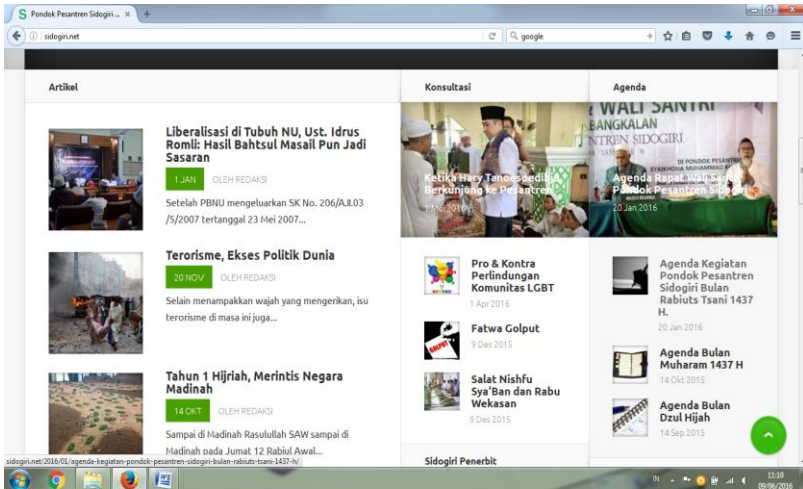 Pondok Pesantren Sidogiri ...
sidogiri.net
google
Artikel
Liberalisasi di Tubuh NU, Ust. Idrus
Romli: Hasil Bahtsul Masail Pun Jadi
Sasaran
1 JAN
OLEH REDAKSI
Setelah PBNU mengeluarkan SK No. 206/A.II.03
/5/2007 tertanggal 23 Mei 2007...
Terorisme, Ekses Politik Dunia
20 NOV
OLEH REDAKSI
Selain menampakkan wajah yang mengerikan, isu
terorisme di masa ini juga...
Tahun 1 Hijriah, Merintis Negara
Madinah
14 OKT
OLEH REDAKSI
Sampai di Madinah Rasulullah SAW sampai di
Madinah pada Jumat 12 Rabiul Awal...
Konsultasi
Ketika Hary Tanoesoedibjo
Berkunjung ke Pesantren
1 Mei 2016
Pro & Kontra
Perlindungan
Komunitas LGBT
1 Apr 2016
GOLPUT
Fatwa Golput
9 Des 2015
Salat Nishfu
Sya'Ban dan Rabu
Wekasan
9 Des 2015
Sidogiri Penerbit
Agenda
WALI SANTRI
BANGKALAN
NTREN SIDOGIRI
DI PONDOK PESANTREN
SYAIKHONA MUHAMMAD
Agenda Rapat Wali Santri
Pondok Pesantren Sidogiri
20 Jan 2016
Agenda Kegiatan
Pondok Pesantren
Sidogiri Bulan
Rabiuts Tsani 1437
H.
20 Jan 2016
Agenda Bulan
Muharam 1437 H
14 Okt 2015
Agenda Bulan
Dzul Hijah
14 Sep 2015
sidogiri.net/2016/01/agenda-kegiatan-pondok-pesantren-sidogiri-bulan-rabiuts-tsani-1437-h/
IN
11:10
09/06/2016